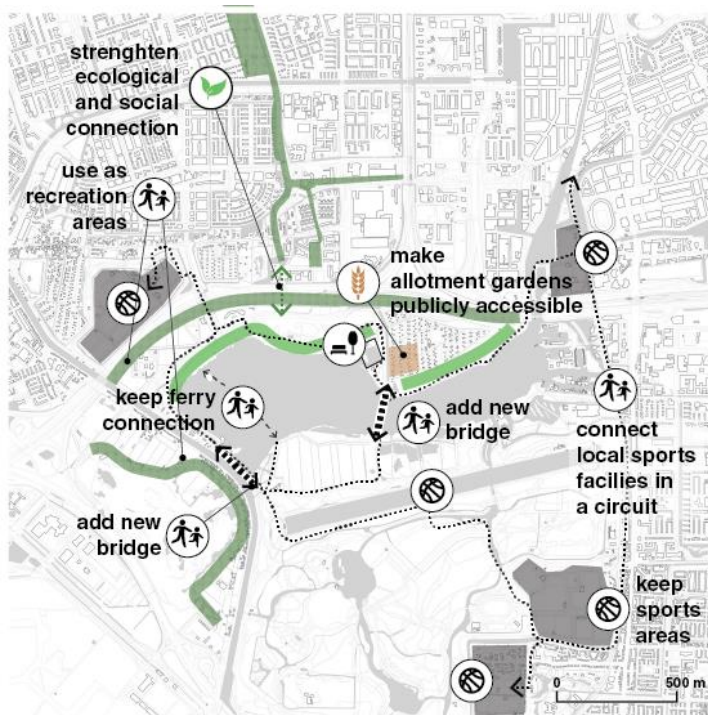 strenghten
ecological
and social
connection
use as
recreation
areas
make
allotment gardens
publicly accessible
keep ferry
connection
add new
bridge
connect
local sports
facilies in
a circuit
add new
bridge
keep
sports
areas
0 500 m